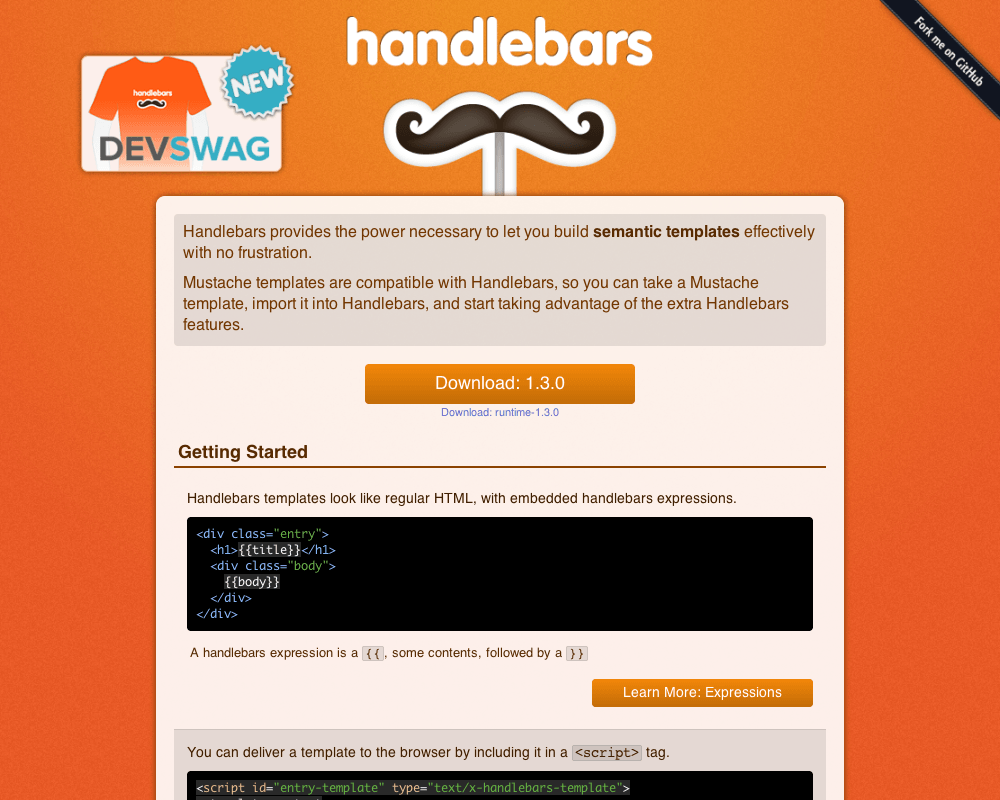 handlebars
Fork me on GitHub
NEW
handlebars
DEVSWAG
Handlebars provides the power necessary to let you build semantic templates effectively
with no frustration.
Mustache templates are compatible with Handlebars, so you can take a Mustache
template, import it into Handlebars, and start taking advantage of the extra Handlebars
features.
Download: 1.3.0
Download: runtime-1.3.0
Getting Started
Handlebars templates look like regular HTML, with embedded handlebars expressions.
<div class="entry">
  <h1>{{title}}</h1>
  <div class="body">
    {{body}}
  </div>
</div>
A handlebars expression is a {{, some contents, followed by a }}
Learn More: Expressions
You can deliver a template to the browser by including it in a <script> tag.
<script id="entry-template" type="text/x-handlebars-template">